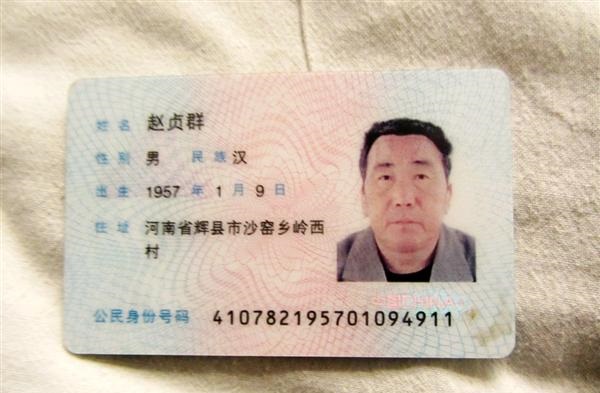 姓名 赵贞群
性别 男 民族 汉
出生 1957 年 1 月 9 日
住址 河南省辉县市沙窑乡岭西
村
公民身份号码 410782195701094911